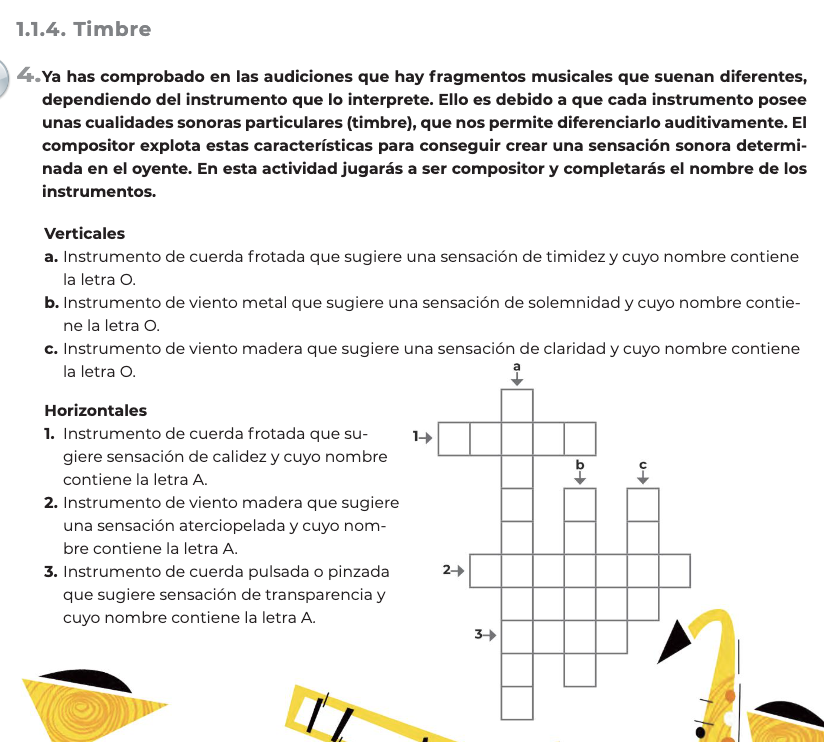 1.1.4. Timbre
4. Ya has comprobado en las audiciones que hay fragmentos musicales que suenan diferentes,
dependiendo del instrumento que lo interprete. Ello es debido a que cada instrumento posee
unas cualidades sonoras particulares (timbre), que nos permite diferenciarlo auditivamente. El
compositor explota estas características para conseguir crear una sensación sonora determi-
nada en el oyente. En esta actividad jugarás a ser compositor y completarás el nombre de los
instrumentos.
Verticales
a. Instrumento de cuerda frotada que sugiere una sensación de timidez y cuyo nombre contiene
la letra O.
b. Instrumento de viento metal que sugiere una sensación de solemnidad y cuyo nombre contie-
ne la letra O.
c. Instrumento de viento madera que sugiere una sensación de claridad y cuyo nombre contiene
la letra O.
Horizontales
1. Instrumento de cuerda frotada que su-
giere sensación de calidez y cuyo nombre
contiene la letra A.
2. Instrumento de viento madera que sugiere
una sensación aterciopelada y cuyo nom-
bre contiene la letra A.
3. Instrumento de cuerda pulsada o pinzada
que sugiere sensación de transparencia y
cuyo nombre contiene la letra A.
a
1
b
c
2
3